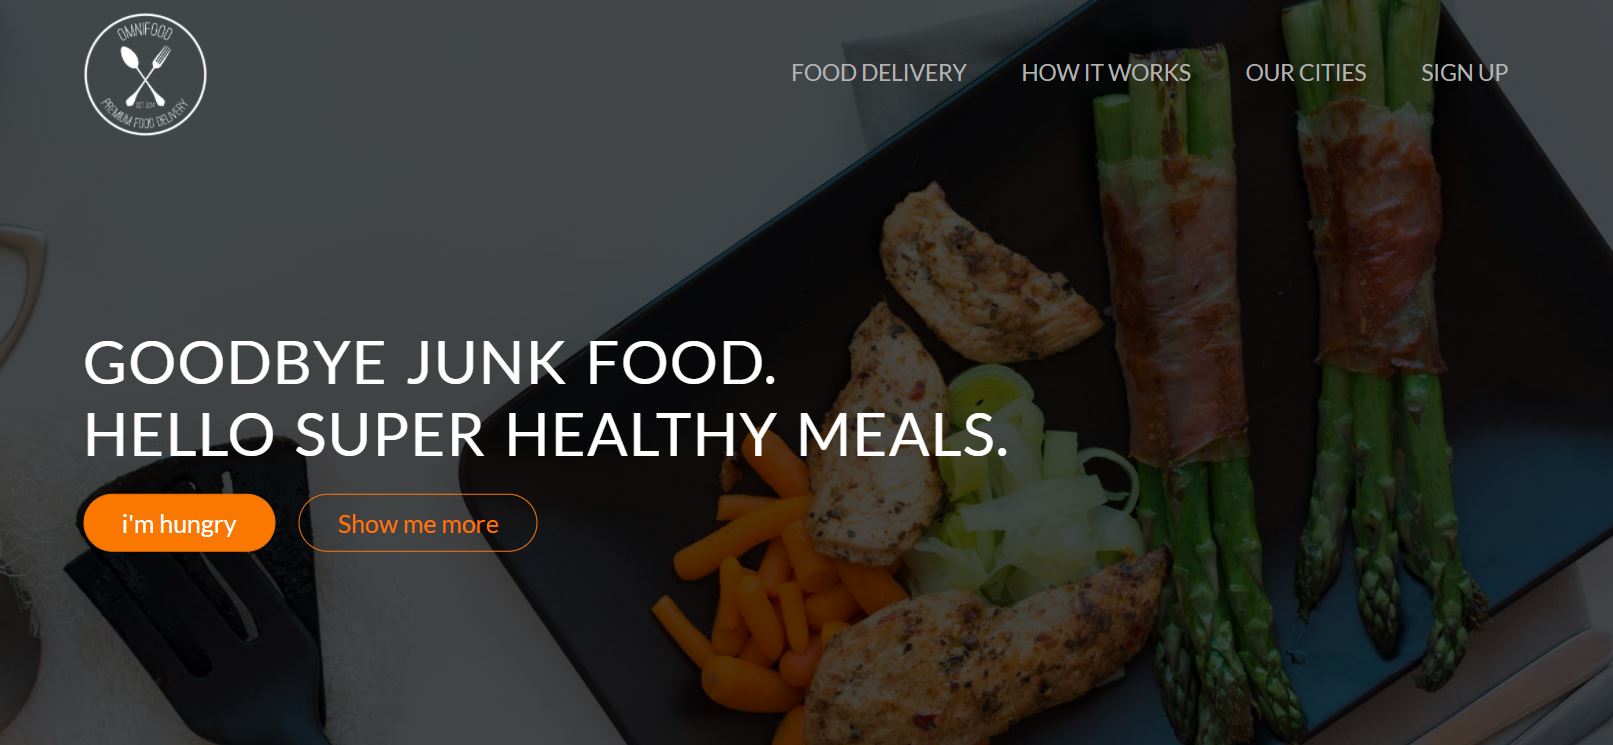 OMNIFOOD
EST. 2014
PREMIUM FOOD DELIVERY
FOOD DELIVERY HOW IT WORKS OUR CITIES SIGN UP
GOODBYE JUNK FOOD.
HELLO SUPER HEALTHY MEALS.
i'm hungry Show me more